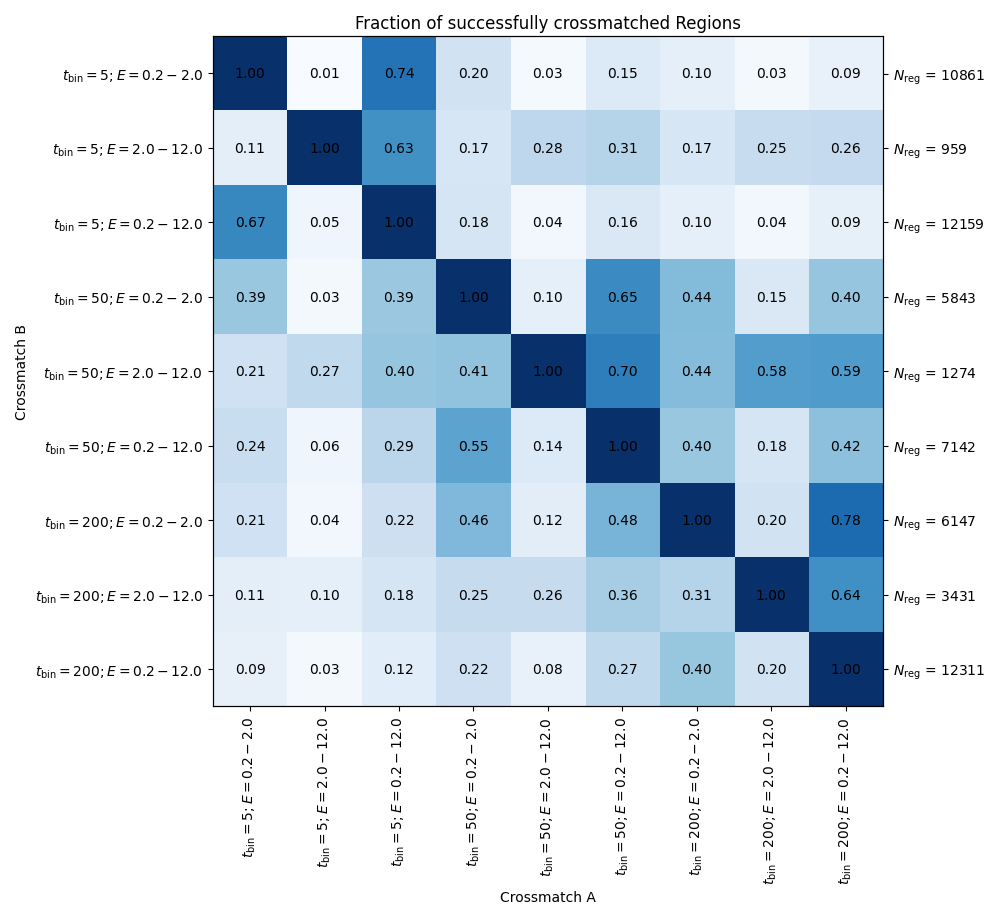 Fraction of successfully crossmatched Regions
t_bin = 5; E = 0.2 − 2.0 1.00 0.01 0.74 0.20 0.03 0.15 0.10 0.03 0.09 N_reg = 10861
t_bin = 5; E = 2.0 − 12.0 0.11 1.00 0.63 0.17 0.28 0.31 0.17 0.25 0.26 N_reg = 959
t_bin = 5; E = 0.2 − 12.0 0.67 0.05 1.00 0.18 0.04 0.16 0.10 0.04 0.09 N_reg = 12159
t_bin = 50; E = 0.2 − 2.0 0.39 0.03 0.39 1.00 0.10 0.65 0.44 0.15 0.40 N_reg = 5843
t_bin = 50; E = 2.0 − 12.0 0.21 0.27 0.40 0.41 1.00 0.70 0.44 0.58 0.59 N_reg = 1274
t_bin = 50; E = 0.2 − 12.0 0.24 0.06 0.29 0.55 0.14 1.00 0.40 0.18 0.42 N_reg = 7142
t_bin = 200; E = 0.2 − 2.0 0.21 0.04 0.22 0.46 0.12 0.48 1.00 0.20 0.78 N_reg = 6147
t_bin = 200; E = 2.0 − 12.0 0.11 0.10 0.18 0.25 0.26 0.36 0.31 1.00 0.64 N_reg = 3431
t_bin = 200; E = 0.2 − 12.0 0.09 0.03 0.12 0.22 0.08 0.27 0.40 0.20 1.00 N_reg = 12311
Crossmatch B
t_bin = 5; E = 0.2 − 2.0
t_bin = 5; E = 2.0 − 12.0
t_bin = 5; E = 0.2 − 12.0
t_bin = 50; E = 0.2 − 2.0
t_bin = 50; E = 2.0 − 12.0
t_bin = 50; E = 0.2 − 12.0
t_bin = 200; E = 0.2 − 2.0
t_bin = 200; E = 2.0 − 12.0
t_bin = 200; E = 0.2 − 12.0
Crossmatch A